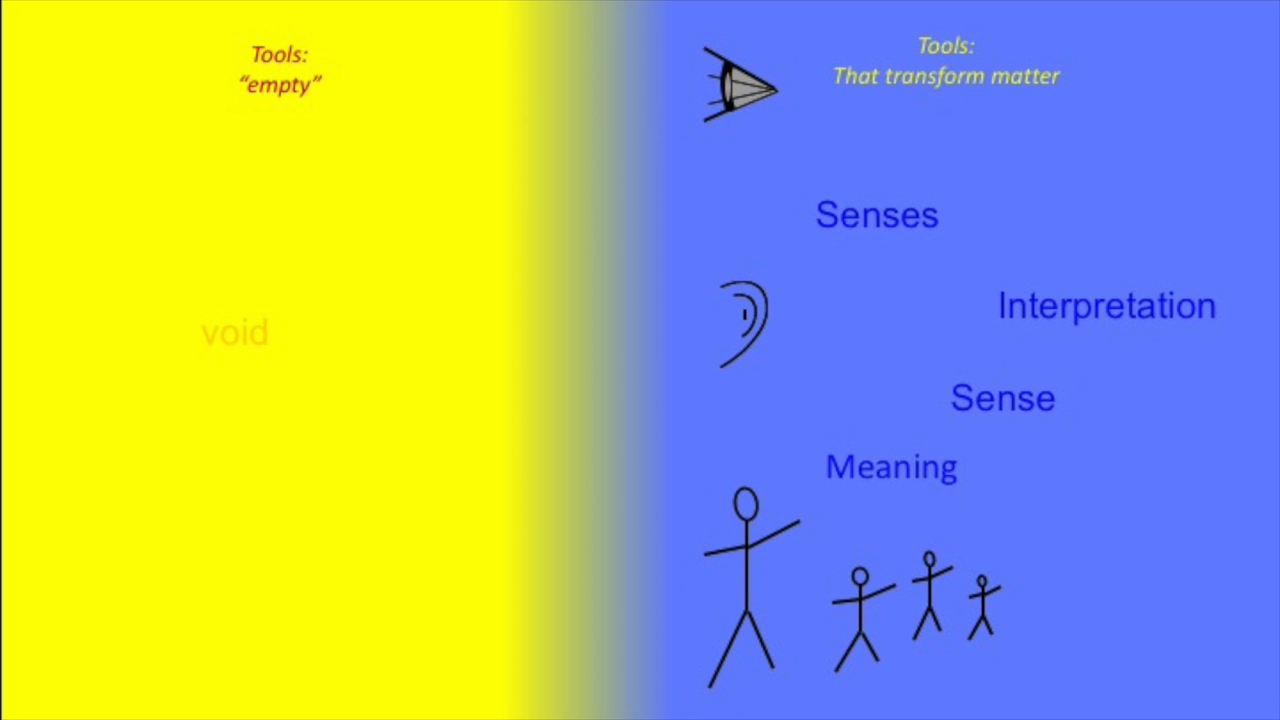 Tools:
“empty”
void
Tools:
That transform matter
Senses
Interpretation
Sense
Meaning